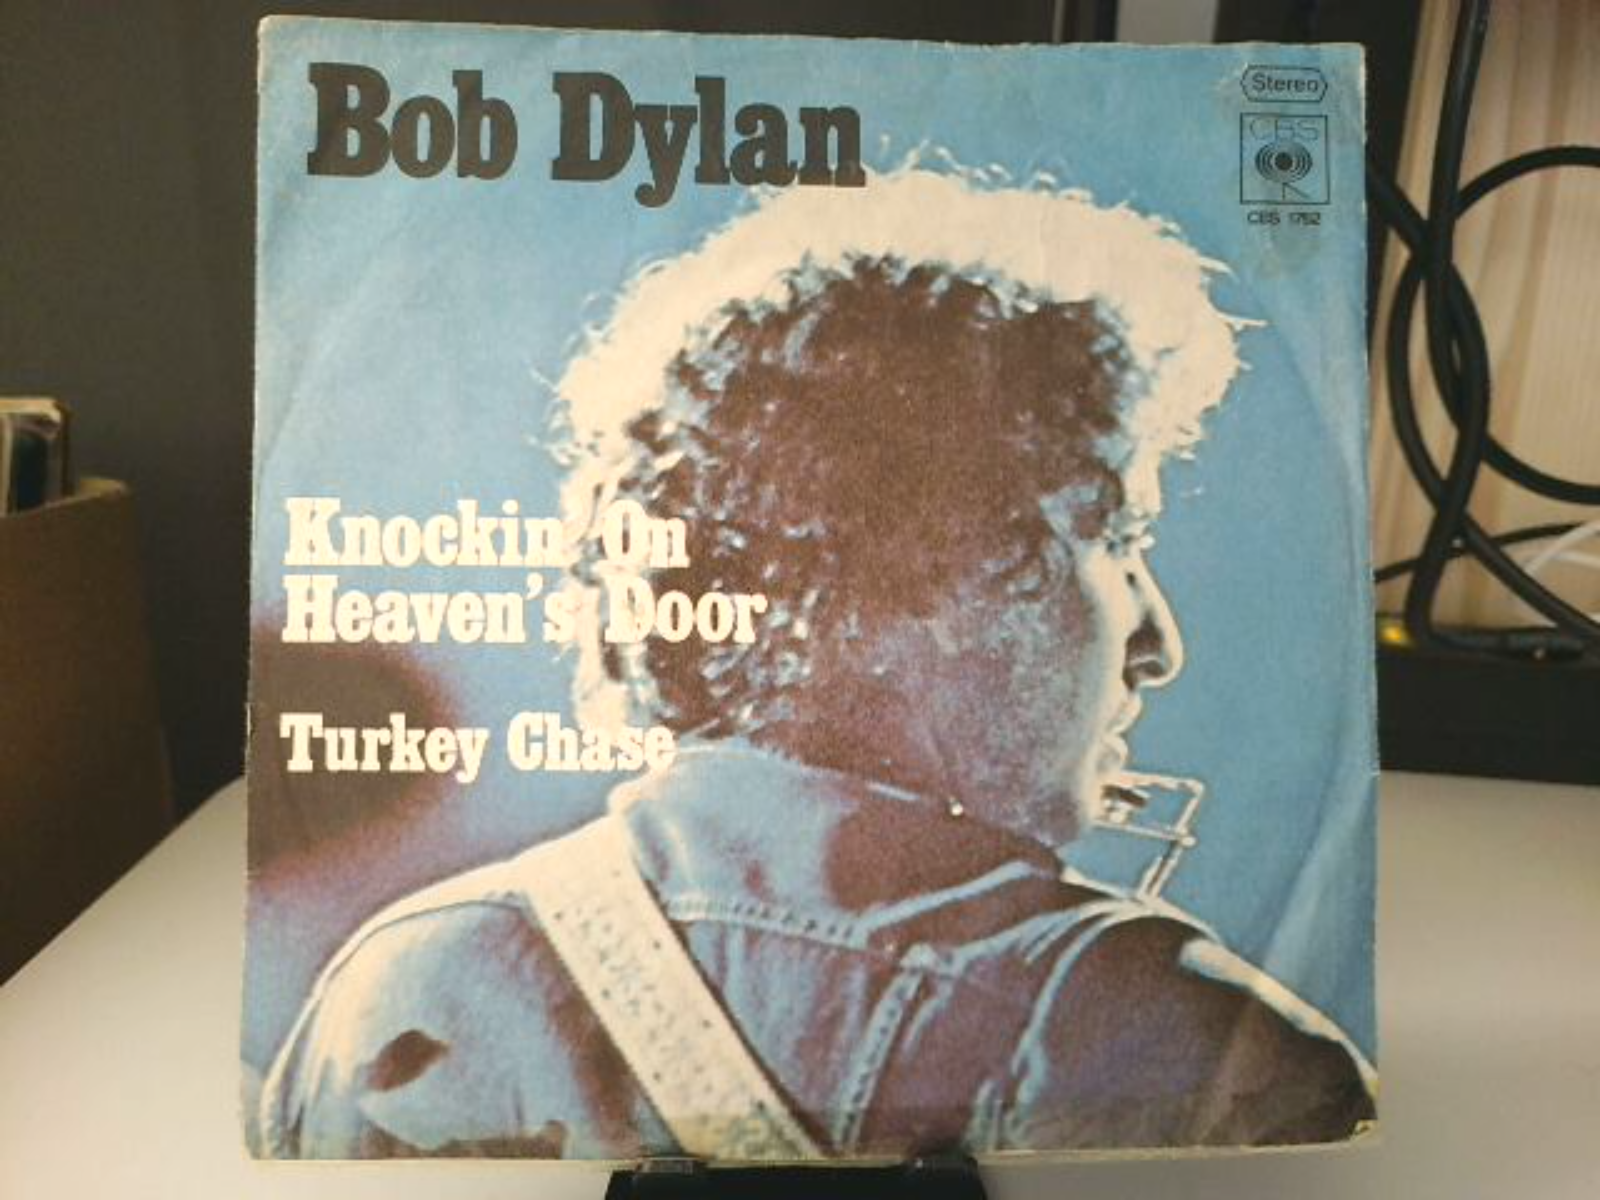 Bob Dylan
Stereo
CBS
CBS 1762
Knockin' On
Heaven's Door
Turkey Chase